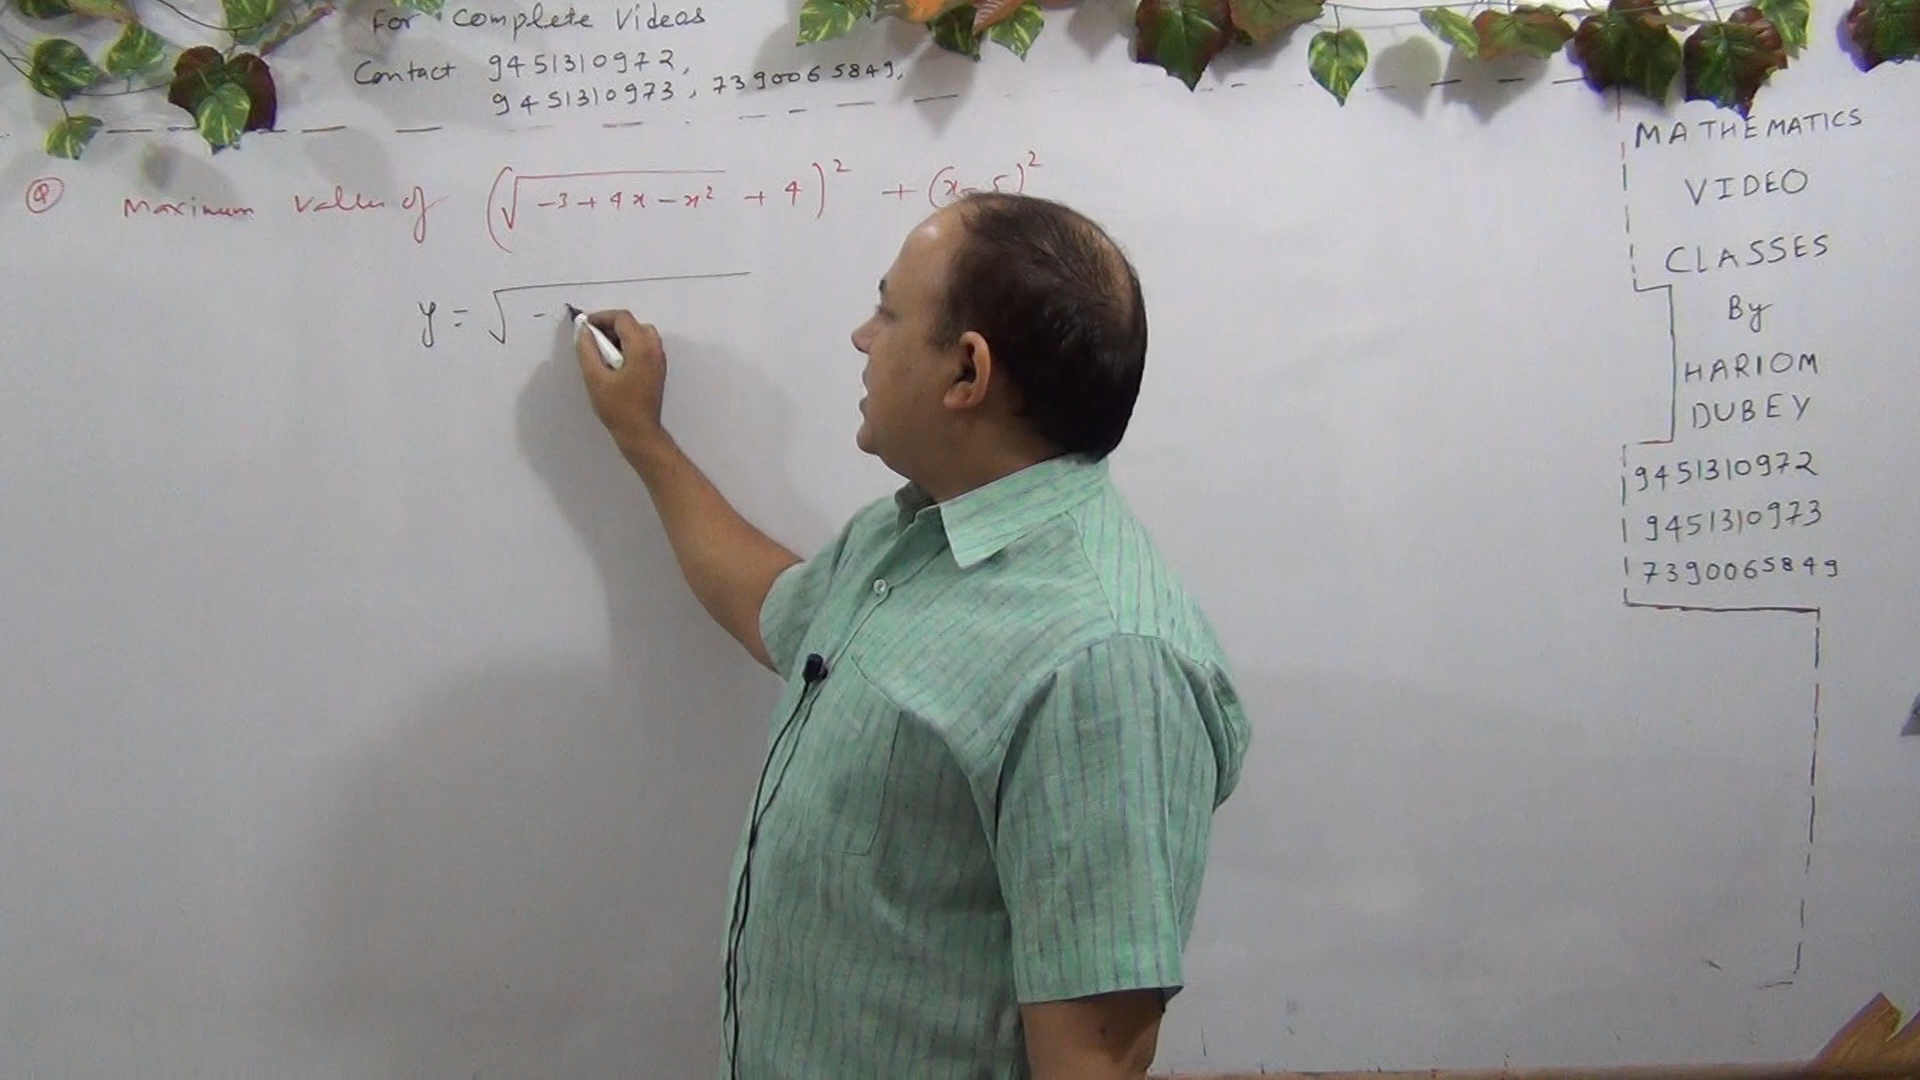 For Complete Videos
Contact 9451310972,
9451310973, 7390065849,
Q Maximum value of (√-3+4x-x² + 4)² + (x-5)²
y = √-
MATHEMATICS
VIDEO
CLASSES
By
HARIOM
DUBEY
9451310972
9451310973
7390065849